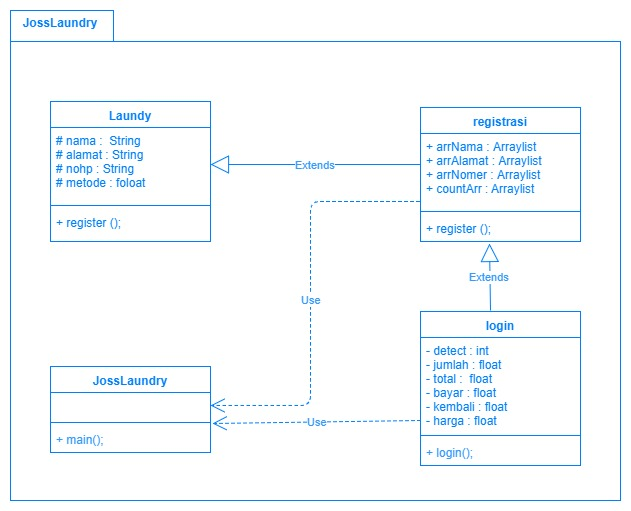 JossLaundry
Laundy
# nama :  String
# alamat : String
# nohp : String
# metode : foloat
+ register ();
Extends
registrasi
+ arrNama : Arraylist
+ arrAlamat : Arraylist
+ arrNomer : Arraylist
+ countArr : Arraylist
+ register ();
Extends
Use
login
- detect : int
- jumlah : float
- total :  float
- bayar : float
- kembali : float
- harga : float
+ login();
JossLaundry
+ main();
Use